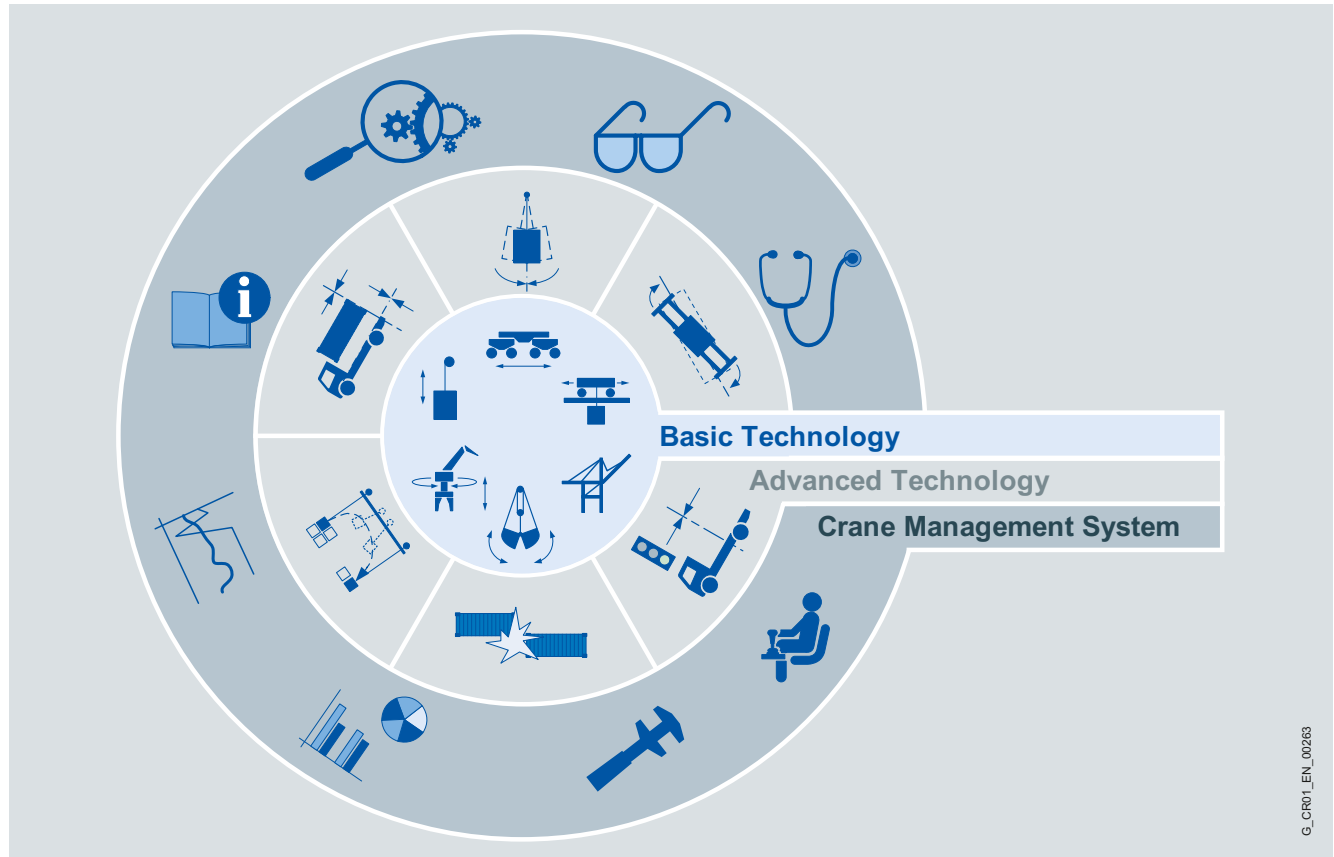 i
Basic Technology
Advanced Technology
Crane Management System
G_CR01_EN_00263